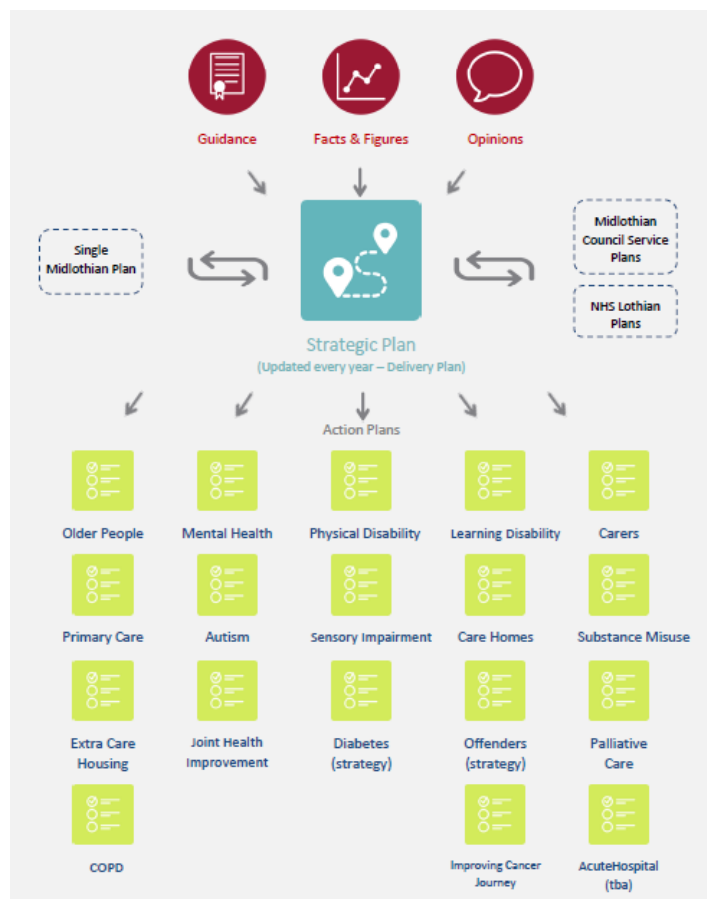 Guidance
Facts & Figures
Opinions
Single
Midlothian Plan
Midlothian
Council Service
Plans
NHS Lothian
Plans
Strategic Plan
(Updated every year – Delivery Plan)
Action Plans
Older People
Mental Health
Physical Disability
Learning Disability
Carers
Primary Care
Autism
Sensory Impairment
Care Homes
Substance Misuse
Extra Care
Housing
Joint Health
Improvement
Diabetes
(strategy)
Offenders
(strategy)
Palliative
Care
COPD
Improving Cancer
Journey
AcuteHospital
(tba)